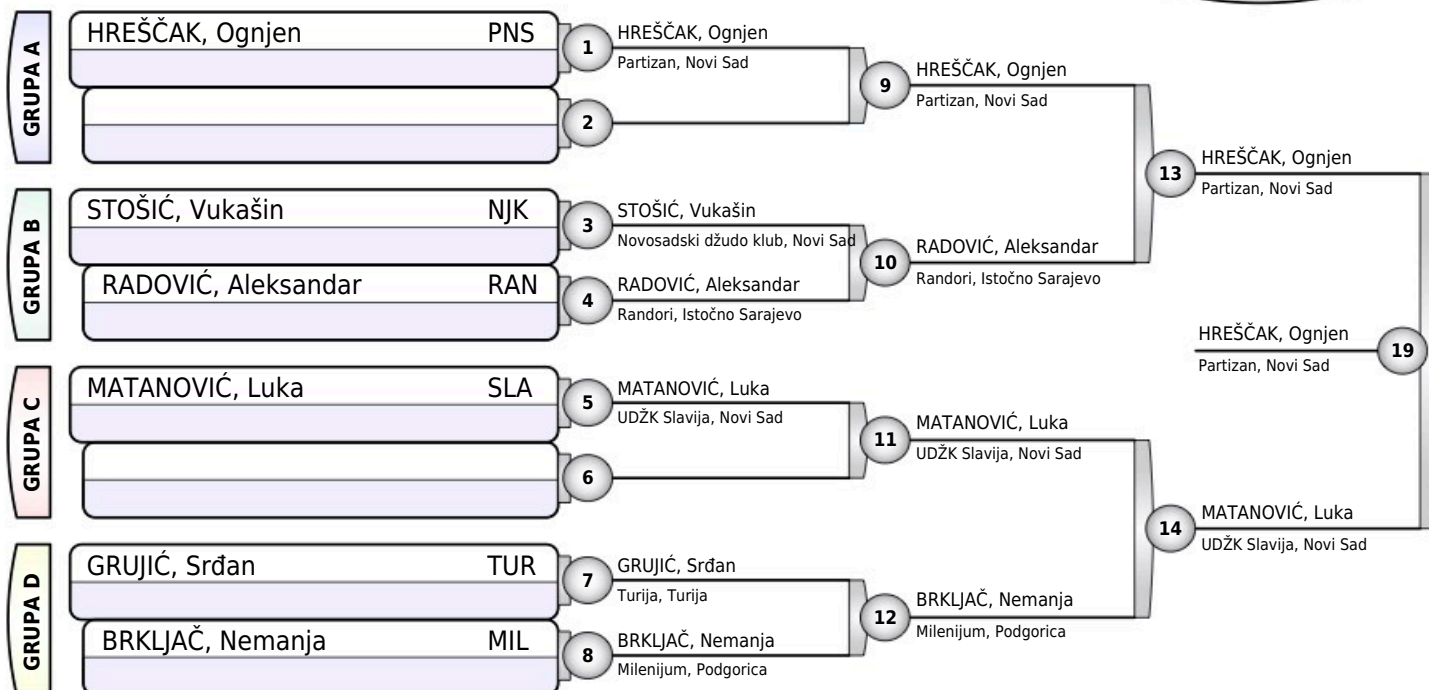 GRUPA A
HREŠČAK, Ognjen PNS
1
HREŠČAK, Ognjen
Partizan, Novi Sad
2
9
HREŠČAK, Ognjen
Partizan, Novi Sad
GRUPA B
STOŠIĆ, Vukašin NJK
3
STOŠIĆ, Vukašin
Novosadski džudo klub, Novi Sad
RADOVIĆ, Aleksandar RAN
4
RADOVIĆ, Aleksandar
Randori, Istočno Sarajevo
10
RADOVIĆ, Aleksandar
Randori, Istočno Sarajevo
13
HREŠČAK, Ognjen
Partizan, Novi Sad
HREŠČAK, Ognjen
Partizan, Novi Sad
19
GRUPA C
MATANOVIĆ, Luka SLA
5
MATANOVIĆ, Luka
UDŽK Slavija, Novi Sad
6
11
MATANOVIĆ, Luka
UDŽK Slavija, Novi Sad
GRUPA D
GRUJIĆ, Srđan TUR
7
GRUJIĆ, Srđan
Turija, Turija
BRKLJAČ, Nemanja MIL
8
BRKLJAČ, Nemanja
Milenijum, Podgorica
12
BRKLJAČ, Nemanja
Milenijum, Podgorica
14
MATANOVIĆ, Luka
UDŽK Slavija, Novi Sad